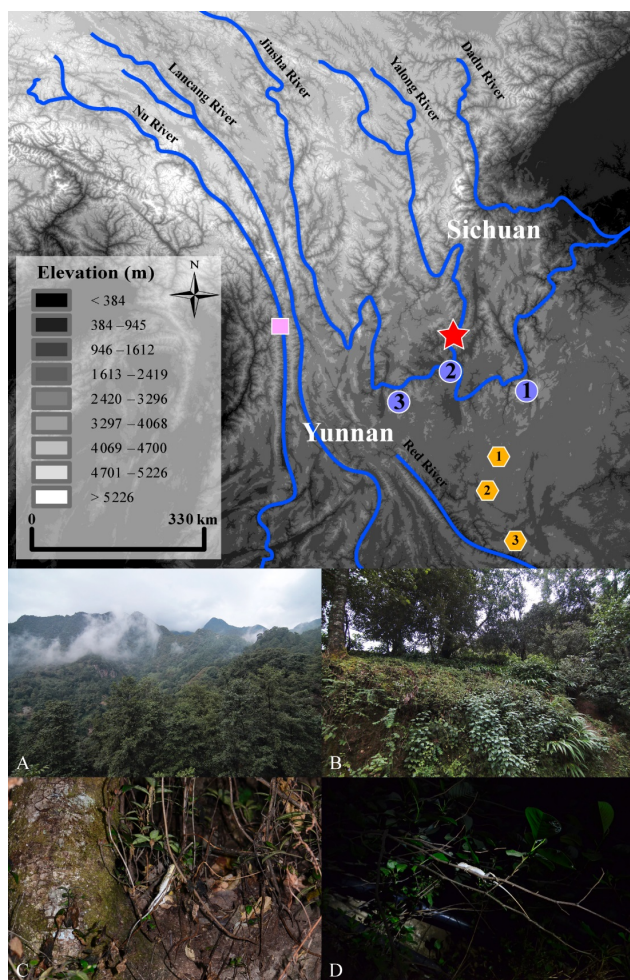 Nu River
Lancang River
Jinsha River
Yalong River
Dadu River
Sichuan
Elevation (m)
N
< 384
384 –945
946 –1612
1613 –2419
2420 –3296
3297 –4068
4069 –4700
4701 –5226
> 5226
0 330 km
2
1
3
Yunnan
Red River
1
2
3
A
B
C
D